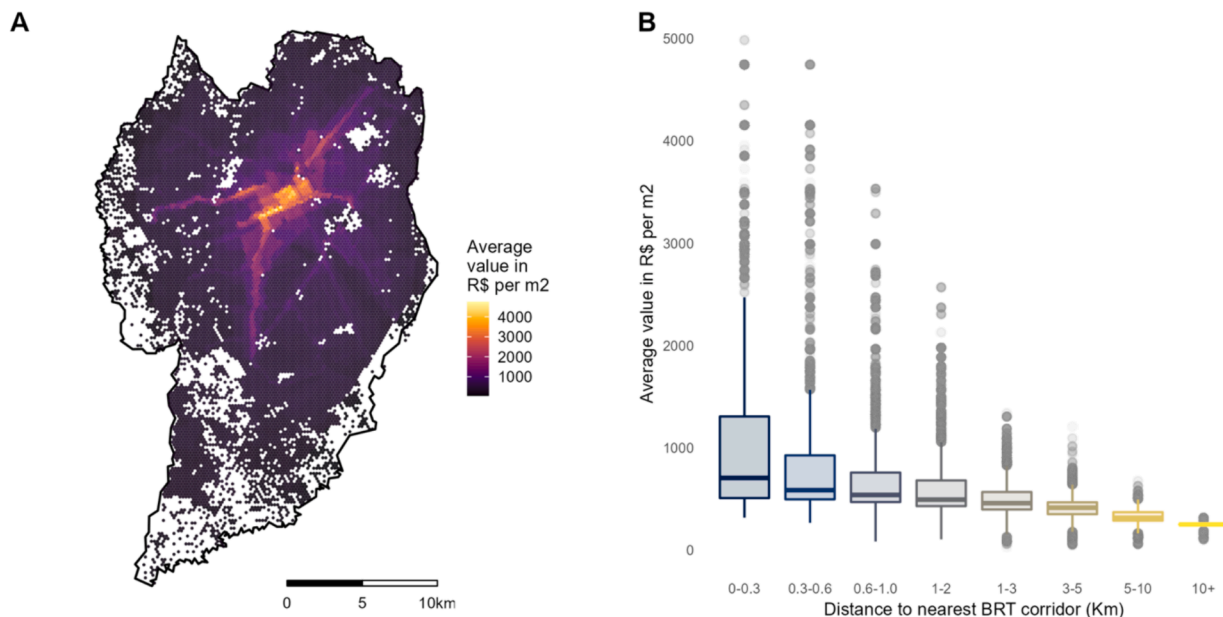 A
Average
value in
R$ per m2
4000
3000
2000
1000
0
5
10km
B
Average value in R$ per m2
5000
4000
3000
2000
1000
0
0-0.3
0.3-0.6
0.6-1.0
1-2
1-3
3-5
5-10
10+
Distance to nearest BRT corridor (Km)